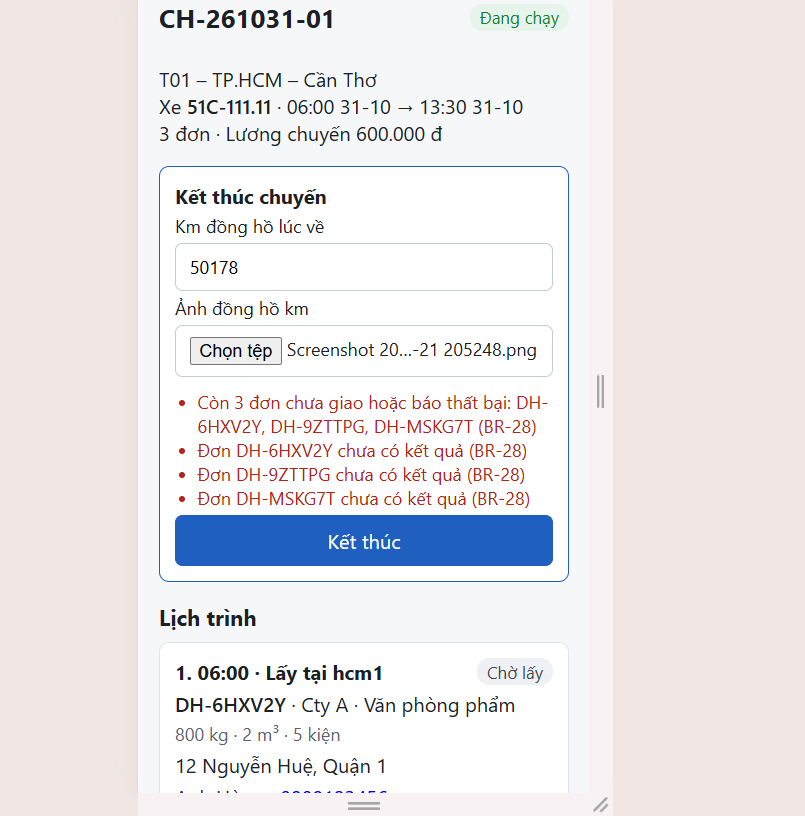 CH-261031-01
Đang chạy
T01 – TP.HCM – Cần Thơ
Xe 51C-111.11 · 06:00 31-10 → 13:30 31-10
3 đơn · Lương chuyến 600.000 đ
Kết thúc chuyến
Km đồng hồ lúc về
50178
Ảnh đồng hồ km
Chọn tệp Screenshot 20...-21 205248.png
Còn 3 đơn chưa giao hoặc báo thất bại: DH-
6HXV2Y, DH-9ZTTPG, DH-MSKG7T (BR-28)
Đơn DH-6HXV2Y chưa có kết quả (BR-28)
Đơn DH-9ZTTPG chưa có kết quả (BR-28)
Đơn DH-MSKG7T chưa có kết quả (BR-28)
Kết thúc
Lịch trình
1. 06:00 · Lấy tại hcm1
Chờ lấy
DH-6HXV2Y · Cty A · Văn phòng phẩm
800 kg · 2 m³ · 5 kiện
12 Nguyễn Huệ, Quận 1